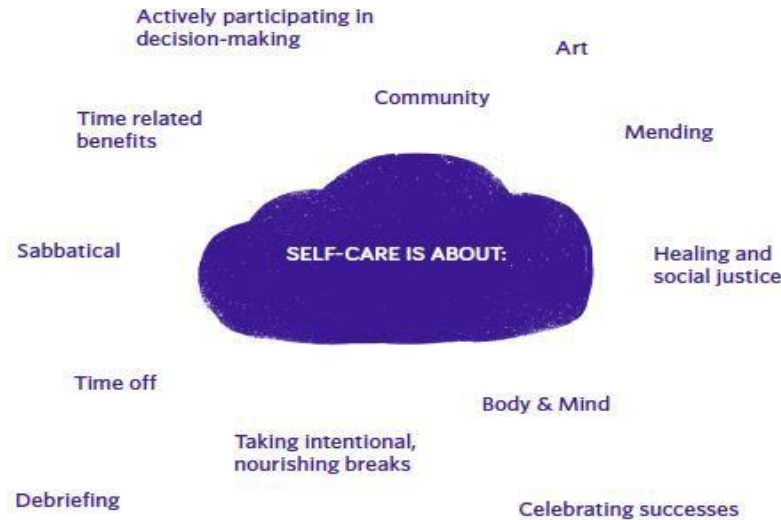 Actively participating in
decision-making
Art
Community
Time related
benefits
Mending
SELF-CARE IS ABOUT:
Sabbatical
Healing and
social justice
Time off
Body & Mind
Taking intentional,
nourishing breaks
Debriefing
Celebrating successes